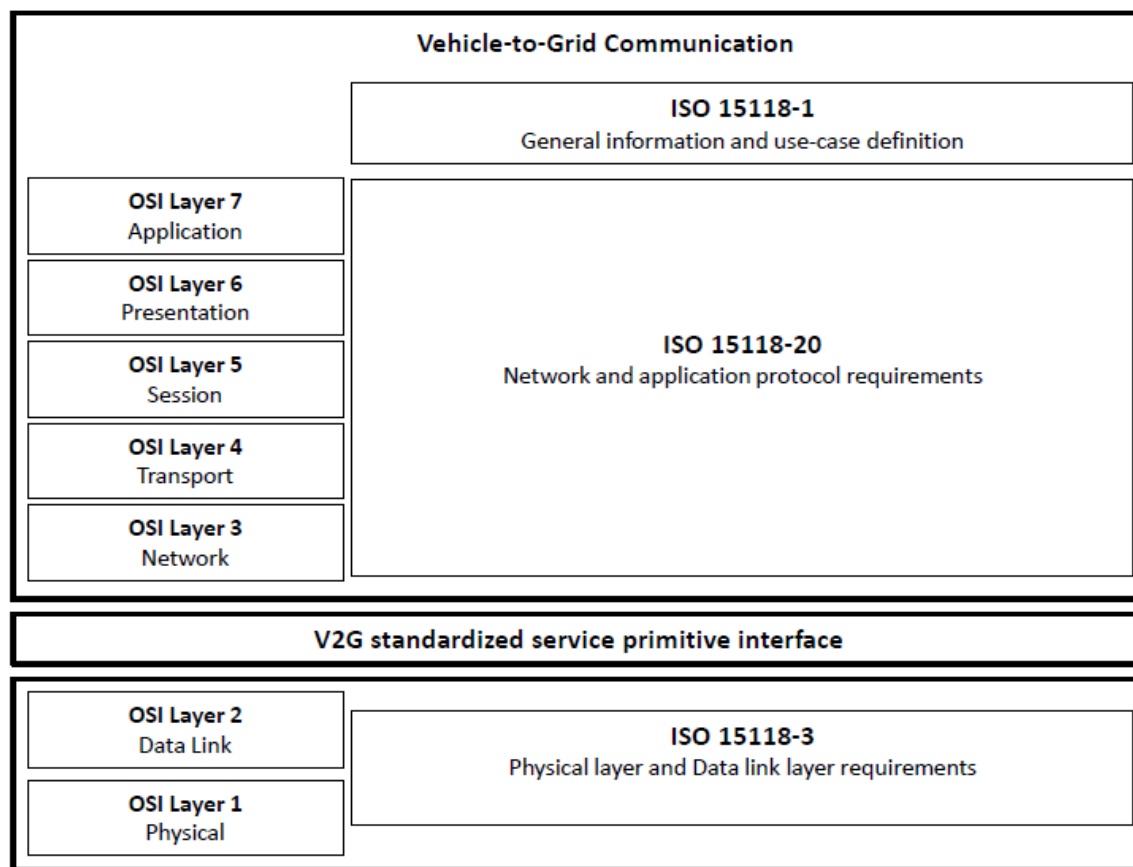 Vehicle-to-Grid Communication
ISO 15118-1
General information and use-case definition
OSI Layer 7
Application
OSI Layer 6
Presentation
OSI Layer 5
Session
OSI Layer 4
Transport
OSI Layer 3
Network
ISO 15118-20
Network and application protocol requirements
V2G standardized service primitive interface
OSI Layer 2
Data Link
OSI Layer 1
Physical
ISO 15118-3
Physical layer and Data link layer requirements